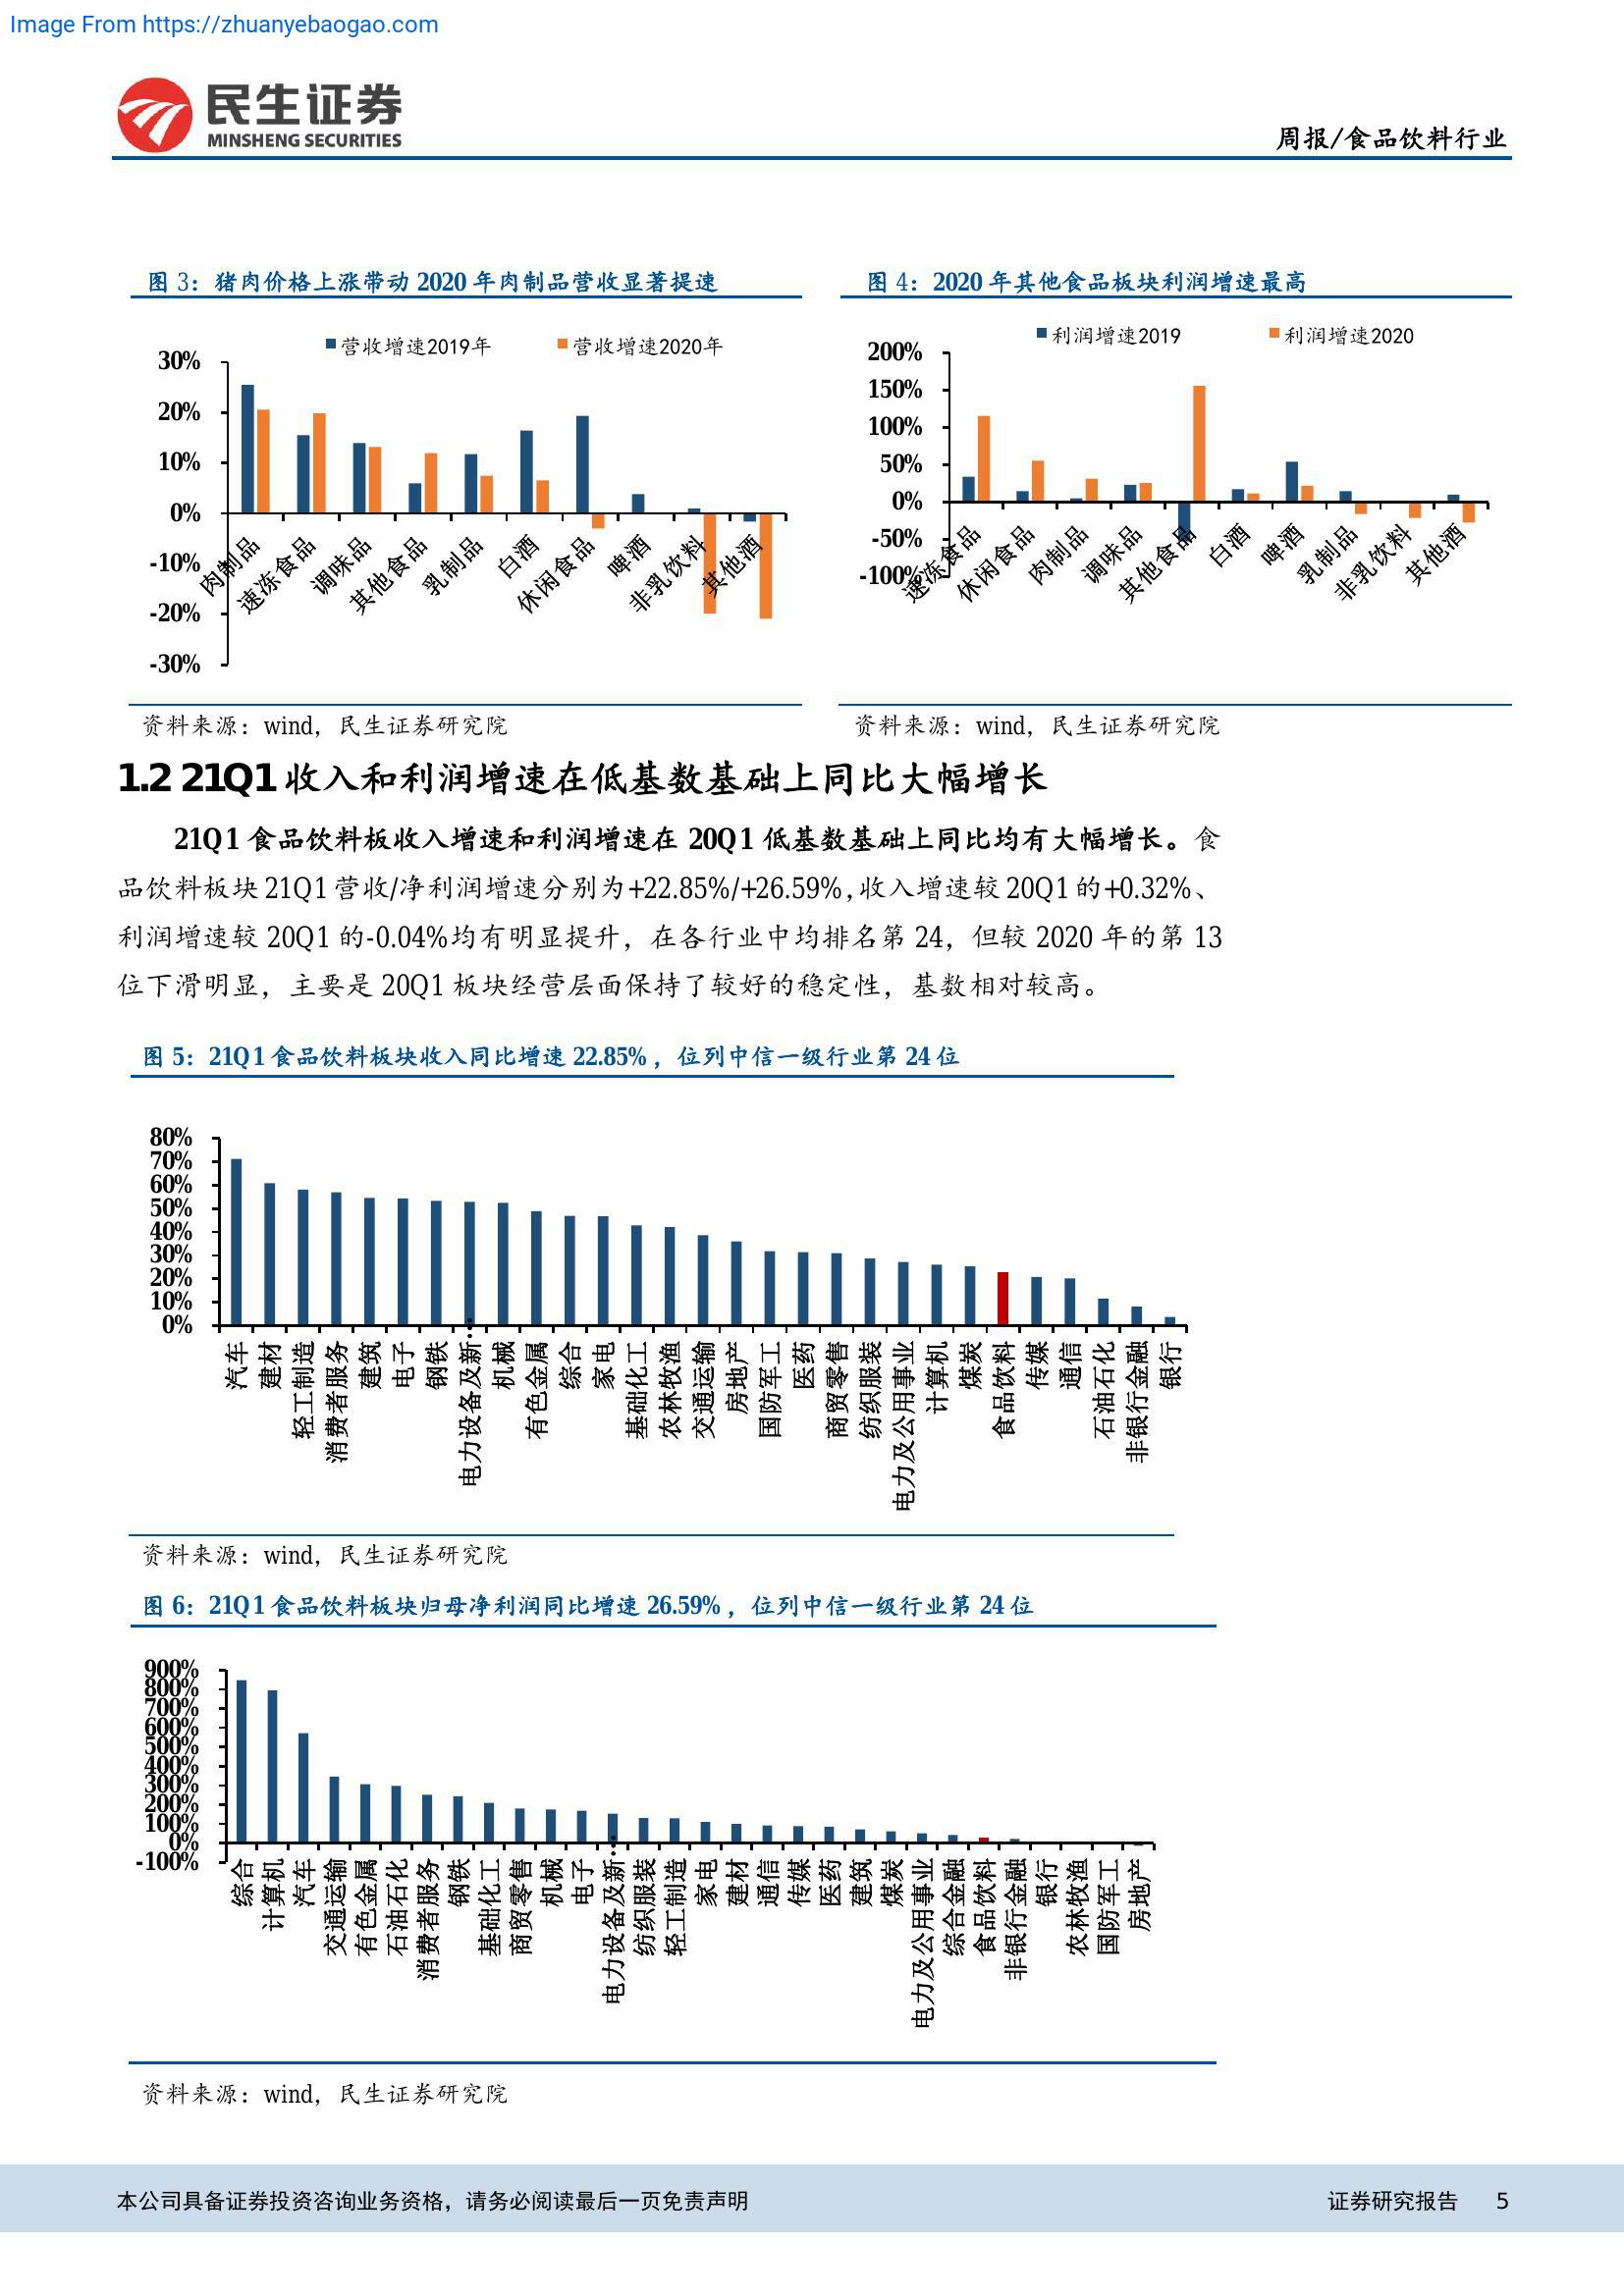 Image From https://zhuanyebaogao.com
民生证券
MINSHENG SECURITIES
周报/食品饮料行业
图 3：猪肉价格上涨带动 2020 年肉制品营收显著提速
营收增速2019年 营收增速2020年
30%
20%
10%
0%
-10%
-20%
-30%
肉制品 速冻食品 调味品 其他食品 乳制品 白酒 休闲食品 啤酒 非乳饮料 其他酒
资料来源：wind，民生证券研究院
图 4：2020 年其他食品板块利润增速最高
利润增速2019 利润增速2020
200%
150%
100%
50%
0%
-50%
-100%
速冻食品 休闲食品 肉制品 调味品 其他食品 白酒 啤酒 乳制品 非乳饮料 其他酒
资料来源：wind，民生证券研究院
1.2 21Q1 收入和利润增速在低基数基础上同比大幅增长
21Q1 食品饮料板收入增速和利润增速在 20Q1 低基数基础上同比均有大幅增长。食
品饮料板块 21Q1 营收/净利润增速分别为+22.85%/+26.59%，收入增速较 20Q1 的+0.32%、
利润增速较 20Q1 的-0.04%均有明显提升，在各行业中均排名第 24，但较 2020 年的第 13
位下滑明显，主要是 20Q1 板块经营层面保持了较好的稳定性，基数相对较高。
图 5：21Q1 食品饮料板块收入同比增速 22.85%，位列中信一级行业第 24 位
80%
70%
60%
50%
40%
30%
20%
10%
0%
汽车 建材 轻工制造 消费者服务 建筑 电子 钢铁 电力设备及新… 机械 有色金属 综合 家电 基础化工 农林牧渔 交通运输 房地产 国防军工 医药 商贸零售 纺织服装 电力及公用事业 计算机 煤炭 食品饮料 传媒 通信 石油石化 非银行金融 银行
资料来源：wind，民生证券研究院
图 6：21Q1 食品饮料板块归母净利润同比增速 26.59%，位列中信一级行业第 24 位
900%
800%
700%
600%
500%
400%
300%
200%
100%
0%
-100%
综合 计算机 汽车 交通运输 有色金属 石油石化 消费者服务 钢铁 基础化工 商贸零售 机械 电子 电力设备及新… 纺织服装 轻工制造 家电 建材 通信 传媒 医药 建筑 煤炭 电力及公用事业 综合金融 食品饮料 非银行金融 银行 农林牧渔 国防军工 房地产
资料来源：wind，民生证券研究院
本公司具备证券投资咨询业务资格，请务必阅读最后一页免责声明
证券研究报告 5